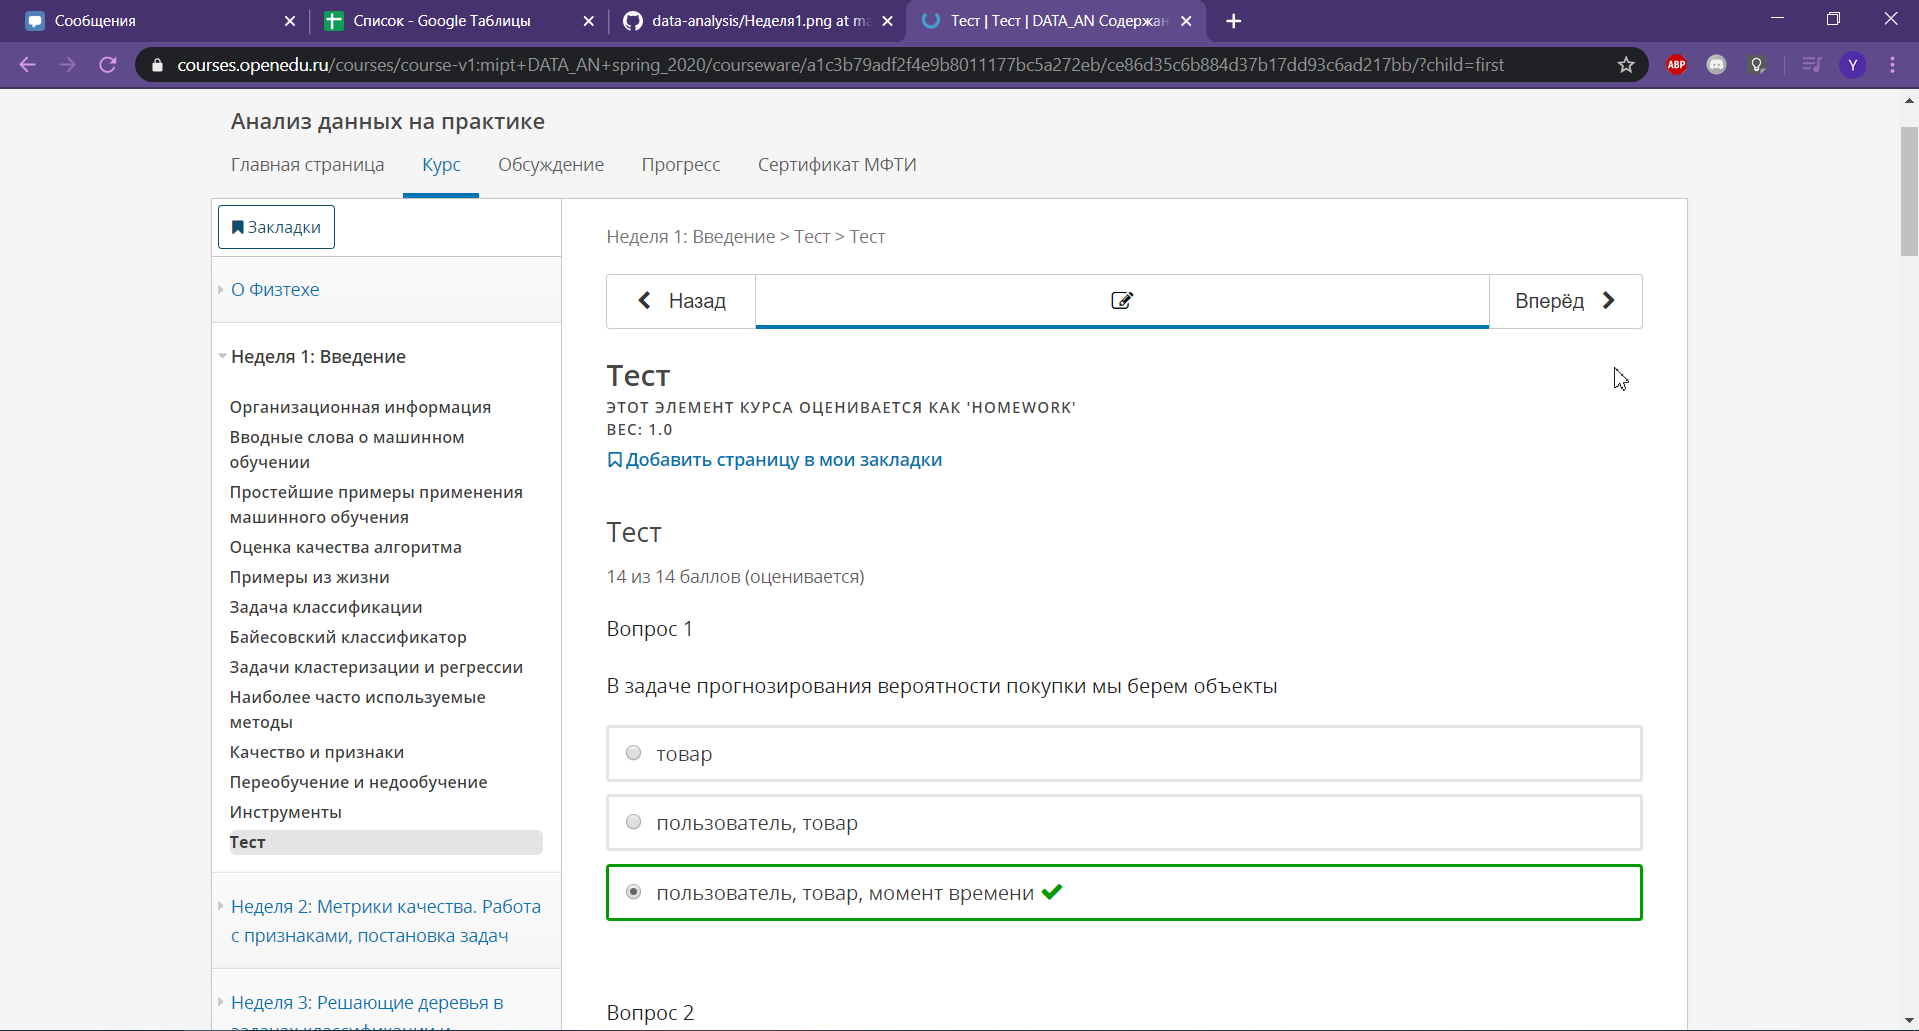 Сообщения
Список - Google Таблицы
data-analysis/Неделя1.png at ma
Тест | Тест | DATA_AN Содержан
courses.openedu.ru/courses/course-v1:mipt+DATA_AN+spring_2020/courseware/a1c3b79adf2f4e9b8011177bc5a272eb/ce86d35c6b884d37b17dd93c6ad217bb/?child=first
ABP
Y
Анализ данных на практике
Главная страница
Курс
Обсуждение
Прогресс
Сертификат МФТИ
Закладки
О Физтехе
Неделя 1: Введение
Организационная информация
Вводные слова о машинном
обучении
Простейшие примеры применения
машинного обучения
Оценка качества алгоритма
Примеры из жизни
Задача классификации
Байесовский классификатор
Задачи кластеризации и регрессии
Наиболее часто используемые
методы
Качество и признаки
Переобучение и недообучение
Инструменты
Тест
Неделя 2: Метрики качества. Работа
с признаками, постановка задач
Неделя 3: Решающие деревья в
задачах классификации и
Неделя 1: Введение > Тест > Тест
Назад
Вперёд
Тест
ЭТОТ ЭЛЕМЕНТ КУРСА ОЦЕНИВАЕТСЯ КАК 'HOMEWORK'
ВЕС: 1.0
Добавить страницу в мои закладки
Тест
14 из 14 баллов (оценивается)
Вопрос 1
В задаче прогнозирования вероятности покупки мы берем объекты
товар
пользователь, товар
пользователь, товар, момент времени
Вопрос 2